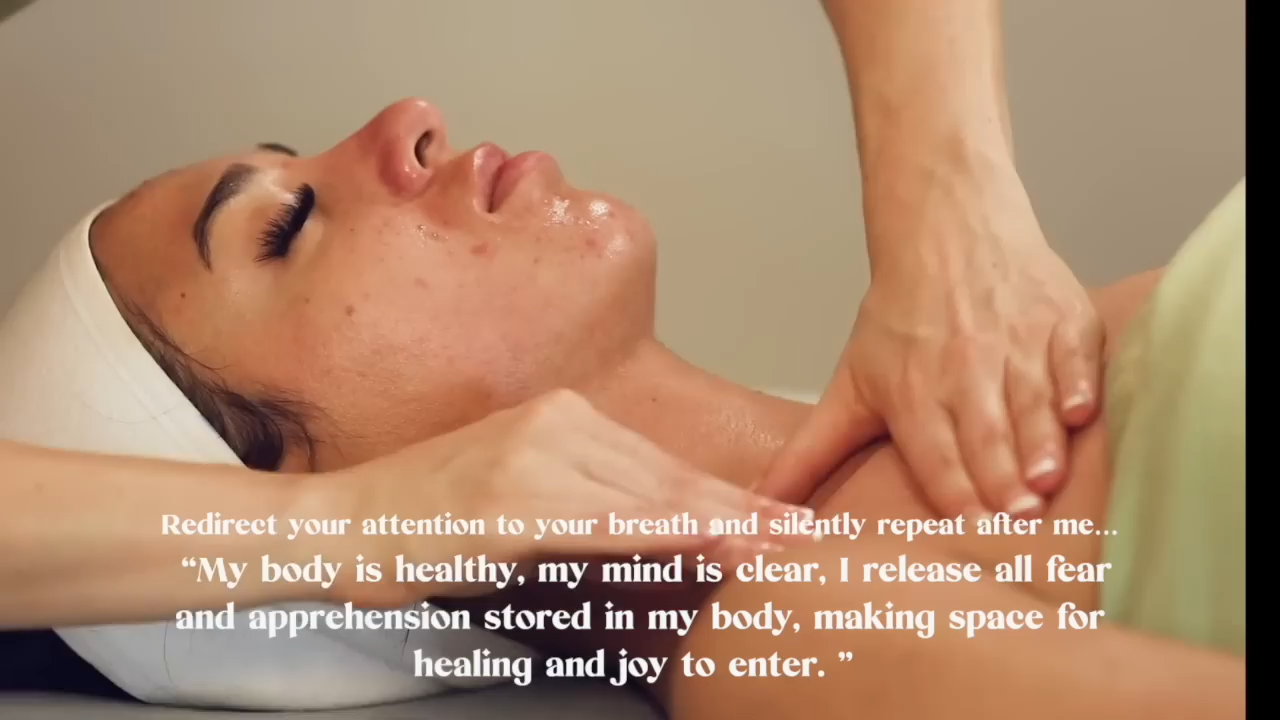 Redirect your attention to your breath and silently repeat after me...
“My body is healthy, my mind is clear, I release all fear
and apprehension stored in my body, making space for
healing and joy to enter. ”